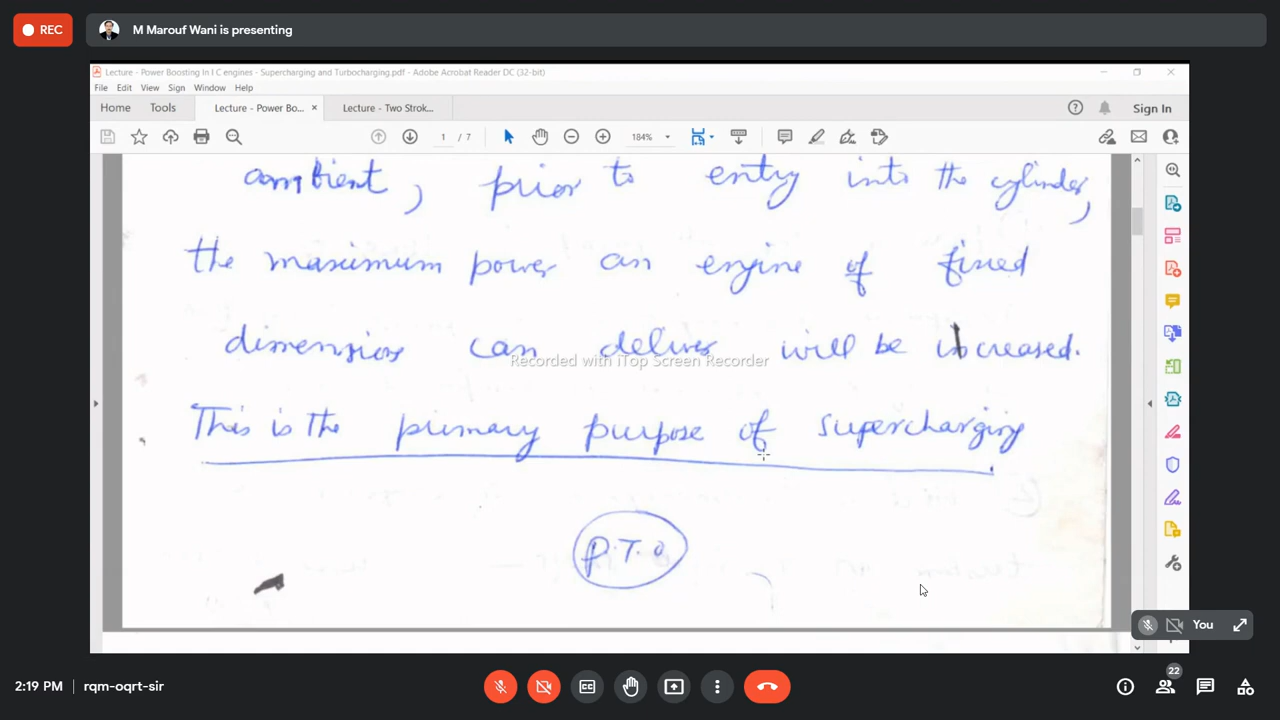 REC
M Marouf Wani is presenting
Lecture - Power Boosting In I C engines - Supercharging and Turbocharging.pdf - Adobe Acrobat Reader DC (32-bit)
File Edit View Sign Window Help
Home Tools Lecture - Power Bo... × Lecture - Two Strok... Sign In
1 / 7 184%
ambient, prior to entry into the cylinder,
the maximum power an engine of fixed
dimensions can deliver will be increased.
Recorded with iTop Screen Recorder
This is the primary purpose of supercharging
P.T.O
You
2:19 PM rqm-oqrt-sir
22